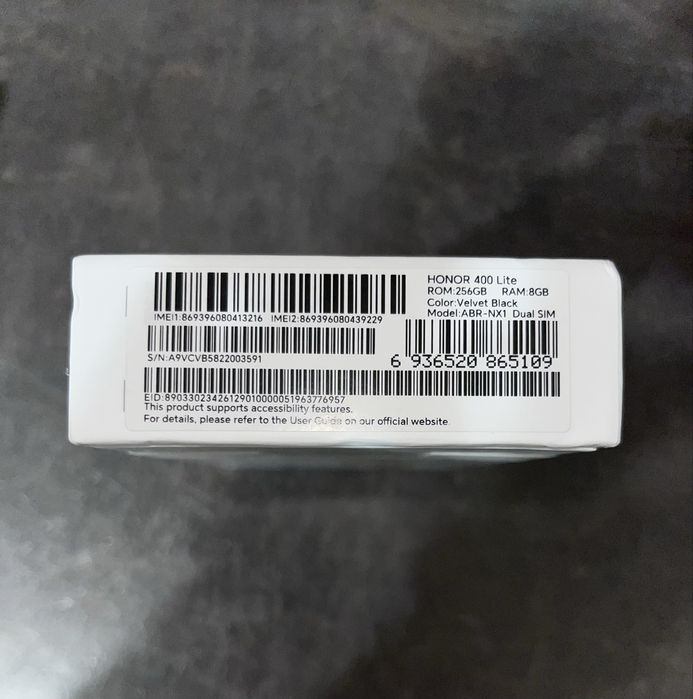 HONOR 400 Lite
ROM:256GB RAM:8GB
Color:Velvet Black
Model:ABR-NX1 Dual SIM
IMEI1:869396080413216 IMEI2:869396080439229
S/N:A9VCVB5822003591
6 936520 865109
EID:89033023426129010000051963776957
This product supports accessibility features.
For details, please refer to the User Guide on our official website.